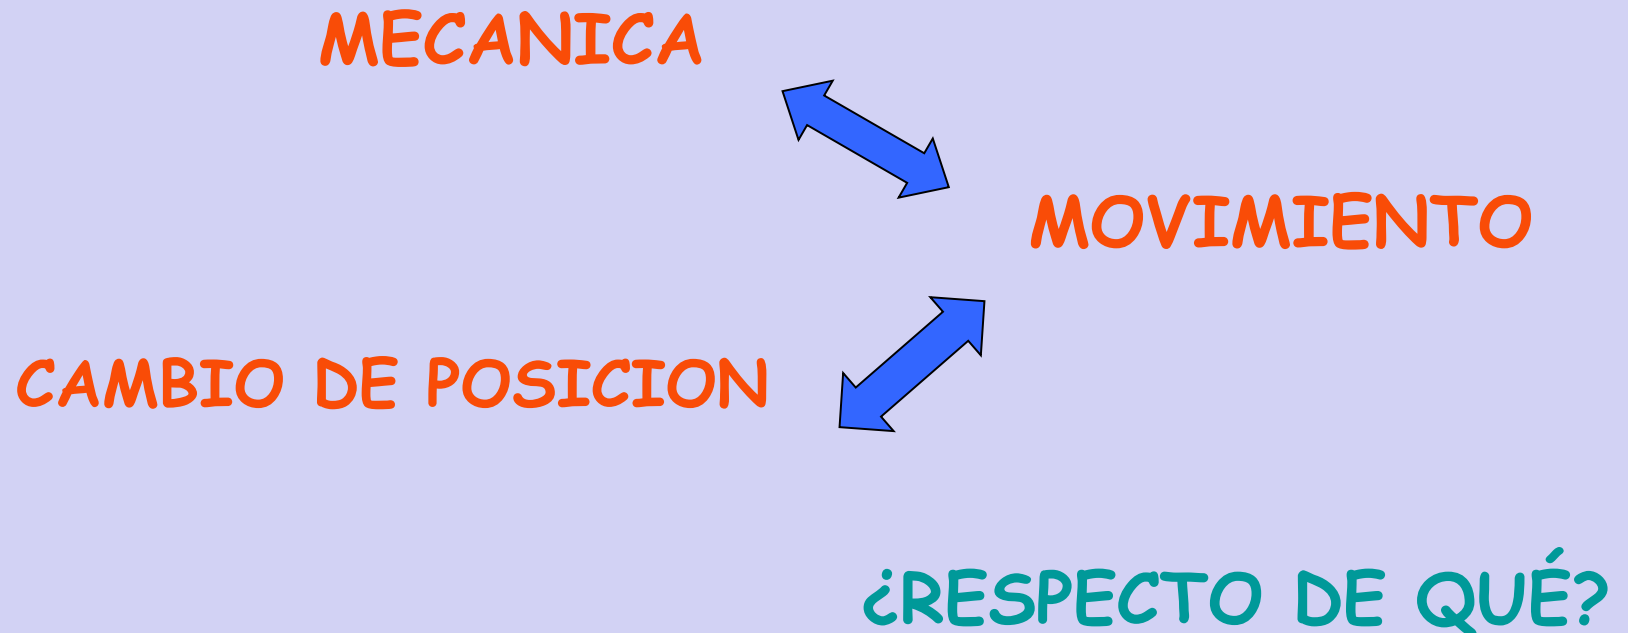 MECANICA
MOVIMIENTO
CAMBIO DE POSICION
¿RESPECTO DE QUÉ?